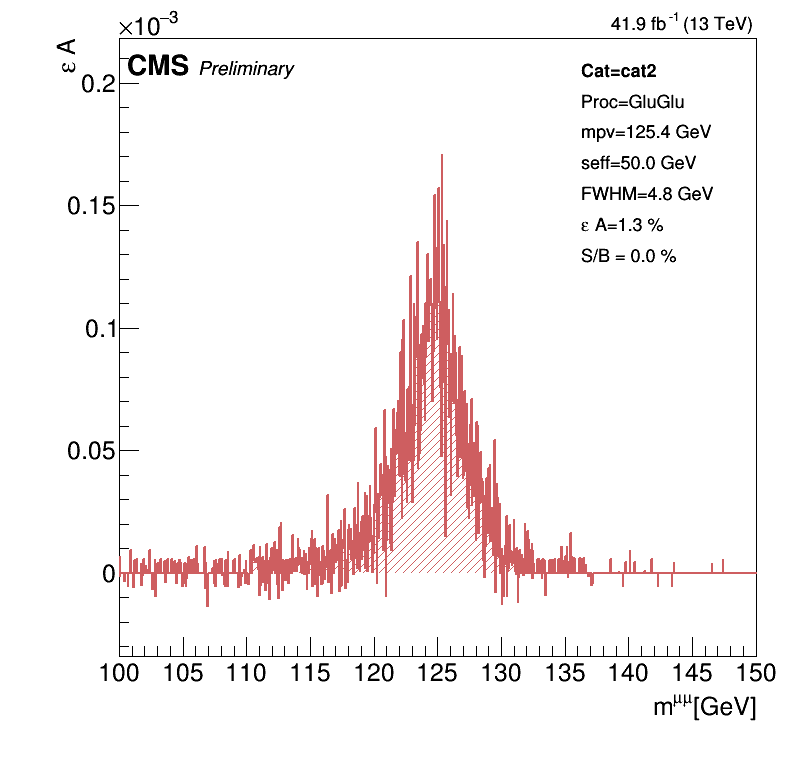 ×10⁻³
41.9 fb⁻¹ (13 TeV)
ε A
CMS Preliminary
Cat=cat2
Proc=GluGlu
mpv=125.4 GeV
seff=50.0 GeV
FWHM=4.8 GeV
ε A=1.3 %
S/B = 0.0 %
0.2
0.15
0.1
0.05
0
100 105 110 115 120 125 130 135 140 145 150
m^μμ[GeV]